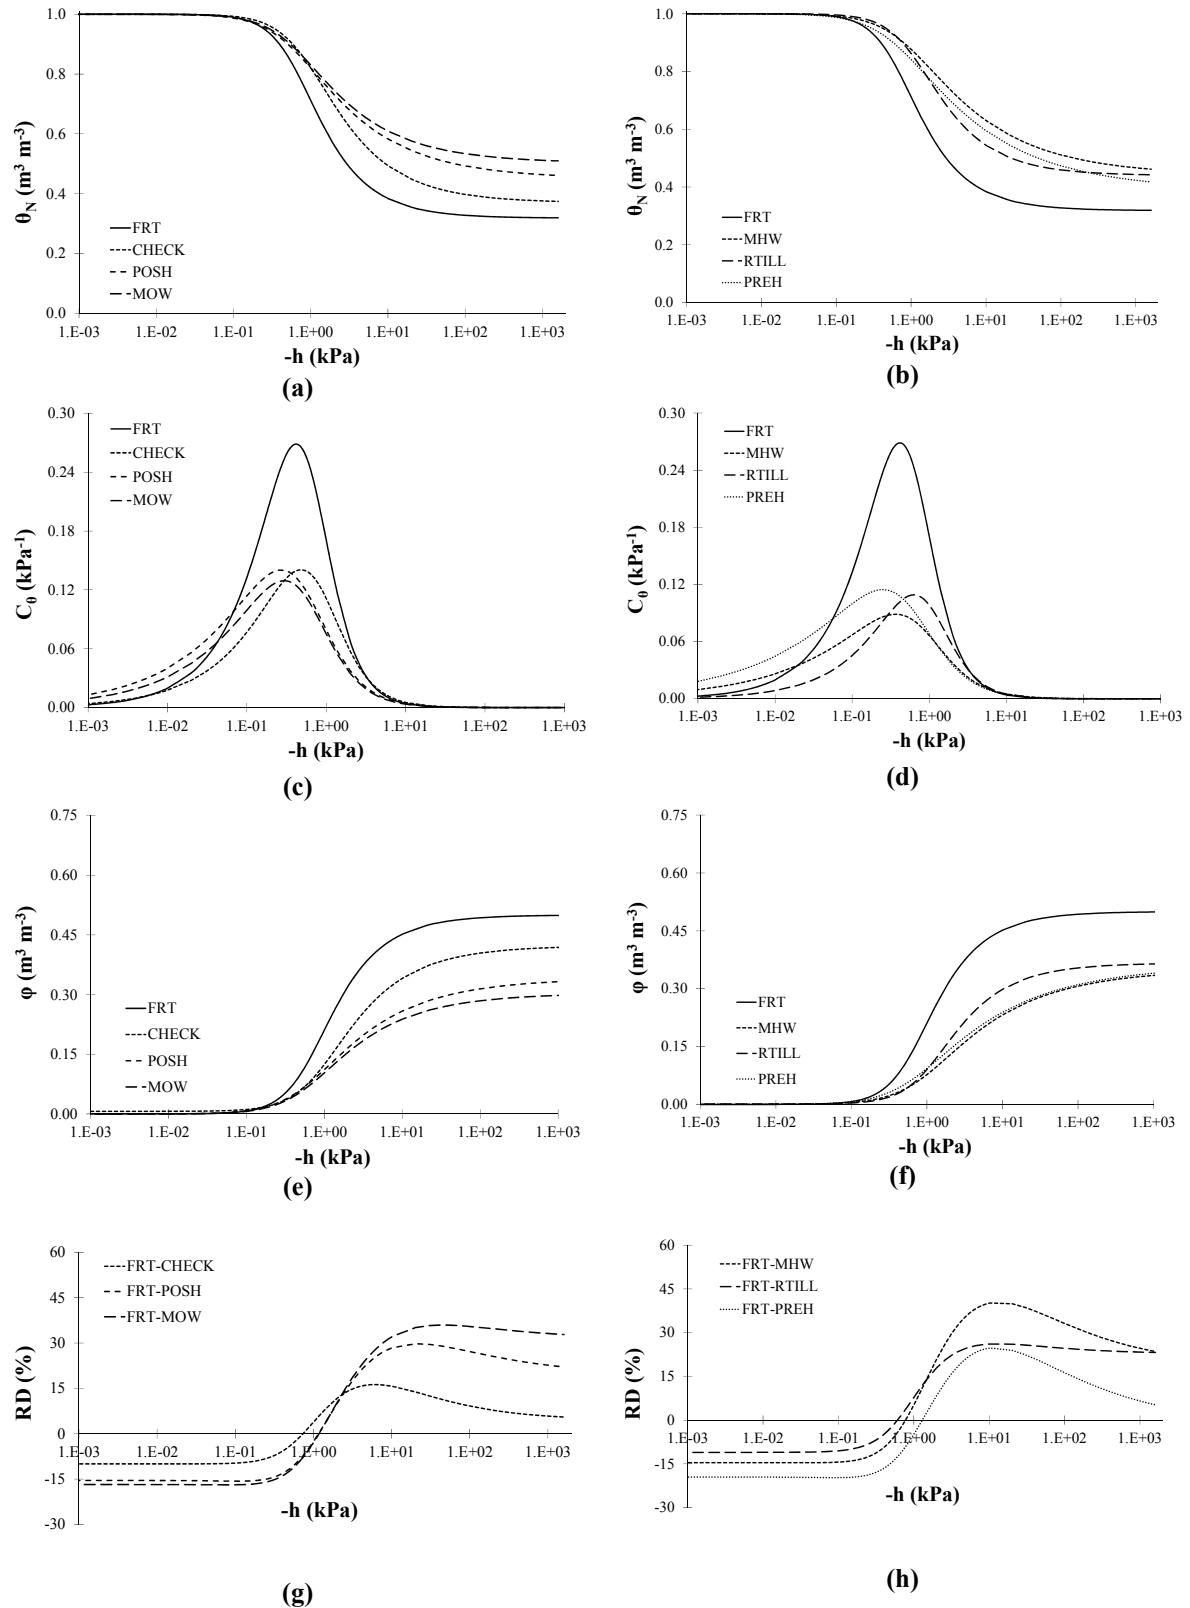 1.0
0.8
0.6
0.4
0.2
0.0
θN (m³ m⁻³)
FRT
CHECK
POSH
MOW
1.E-03 1.E-02 1.E-01 1.E+00 1.E+01 1.E+02 1.E+03
-h (kPa)
(a)
1.0
0.8
0.6
0.4
0.2
0.0
θN (m³ m⁻³)
FRT
MHW
RTILL
PREH
1.E-03 1.E-02 1.E-01 1.E+00 1.E+01 1.E+02 1.E+03
-h (kPa)
(b)
0.30
0.24
0.18
0.12
0.06
0.00
Cθ (kPa⁻¹)
FRT
CHECK
POSH
MOW
1.E-03 1.E-02 1.E-01 1.E+00 1.E+01 1.E+02 1.E+03
-h (kPa)
(c)
0.30
0.24
0.18
0.12
0.06
0.00
Cθ (kPa⁻¹)
FRT
MHW
RTILL
PREH
1.E-03 1.E-02 1.E-01 1.E+00 1.E+01 1.E+02 1.E+03
-h (kPa)
(d)
0.75
0.60
0.45
0.30
0.15
0.00
φ (m³ m⁻³)
FRT
CHECK
POSH
MOW
1.E-03 1.E-02 1.E-01 1.E+00 1.E+01 1.E+02 1.E+03
-h (kPa)
(e)
0.75
0.60
0.45
0.30
0.15
0.00
φ (m³ m⁻³)
FRT
MHW
RTILL
PREH
1.E-03 1.E-02 1.E-01 1.E+00 1.E+01 1.E+02 1.E+03
-h (kPa)
(f)
60
45
30
15
0
-15
-30
RD (%)
FRT-CHECK
FRT-POSH
FRT-MOW
1.E-03 1.E-02 1.E-01 1.E+00 1.E+01 1.E+02 1.E+03
-h (kPa)
(g)
60
45
30
15
0
-15
-30
RD (%)
FRT-MHW
FRT-RTILL
FRT-PREH
1.E-03 1.E-02 1.E-01 1.E+00 1.E+01 1.E+02 1.E+03
-h (kPa)
(h)